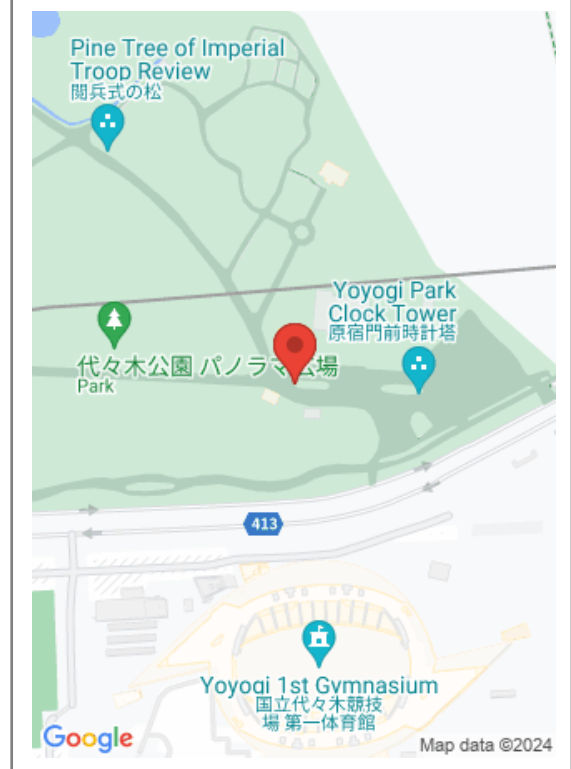 Pine Tree of Imperial
Troop Review
閲兵式の松
Yoyogi Park
Clock Tower
原宿門前時計塔
代々木公園 パノラマ広場
Park
413
Yoyogi 1st Gymnasium
国立代々木競技
場 第一体育館
Google
Map data ©2024